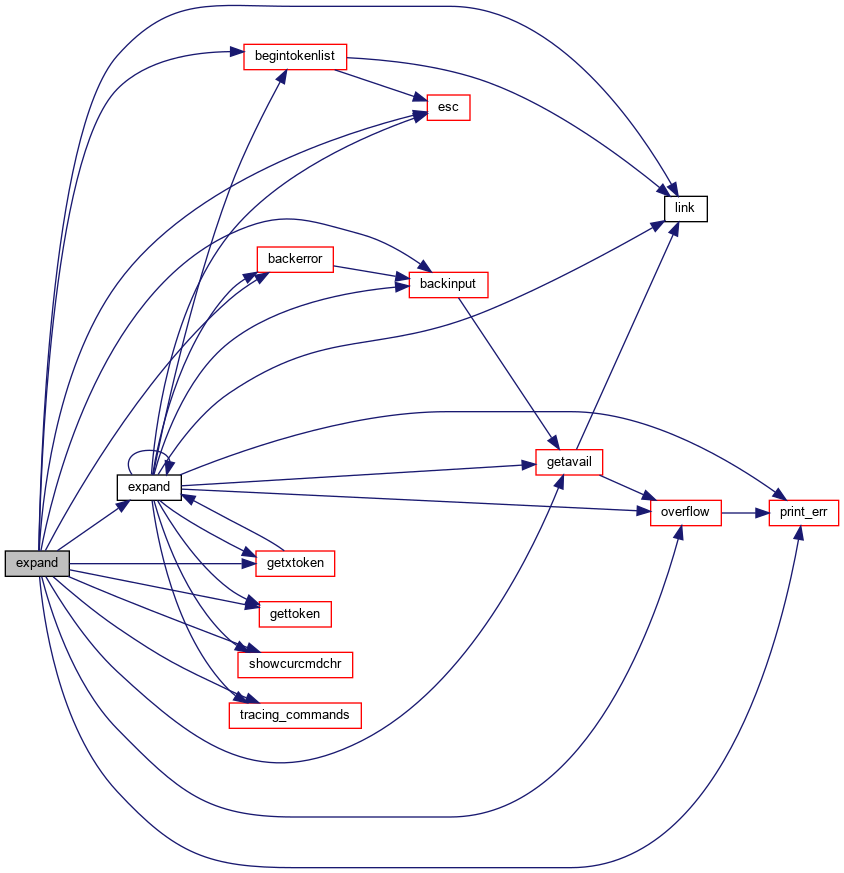 begintokenlist
esc
link
backerror
backinput
getavail
expand
overflow
print_err
expand
getxtoken
gettoken
showcurcmdchr
tracing_commands